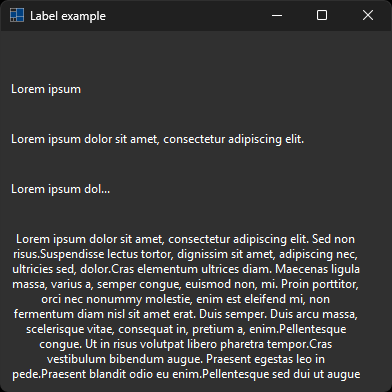 Label example
Lorem ipsum
Lorem ipsum dolor sit amet, consectetur adipiscing elit.
Lorem ipsum dol...
Lorem ipsum dolor sit amet, consectetur adipiscing elit. Sed non
risus.Suspendisse lectus tortor, dignissim sit amet, adipiscing nec,
ultricies sed, dolor.Cras elementum ultrices diam. Maecenas ligula
massa, varius a, semper congue, euismod non, mi. Proin porttitor,
orci nec nonummy molestie, enim est eleifend mi, non
fermentum diam nisl sit amet erat. Duis semper. Duis arcu massa,
scelerisque vitae, consequat in, pretium a, enim.Pellentesque
congue. Ut in risus volutpat libero pharetra tempor.Cras
vestibulum bibendum augue. Praesent egestas leo in
pede.Praesent blandit odio eu enim.Pellentesque sed dui ut augue